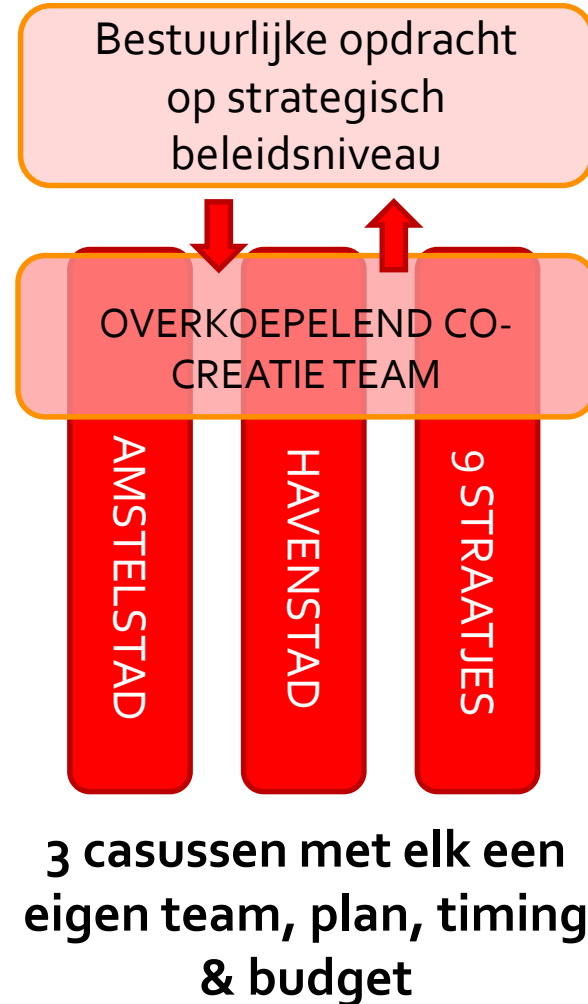 Bestuurlijke opdracht
op strategisch
beleidsniveau
OVERKOEPELEND CO-
CREATIE TEAM
AMSTELSTAD
HAVENSTAD
9 STRAATJES
3 casussen met elk een
eigen team, plan, timing
& budget